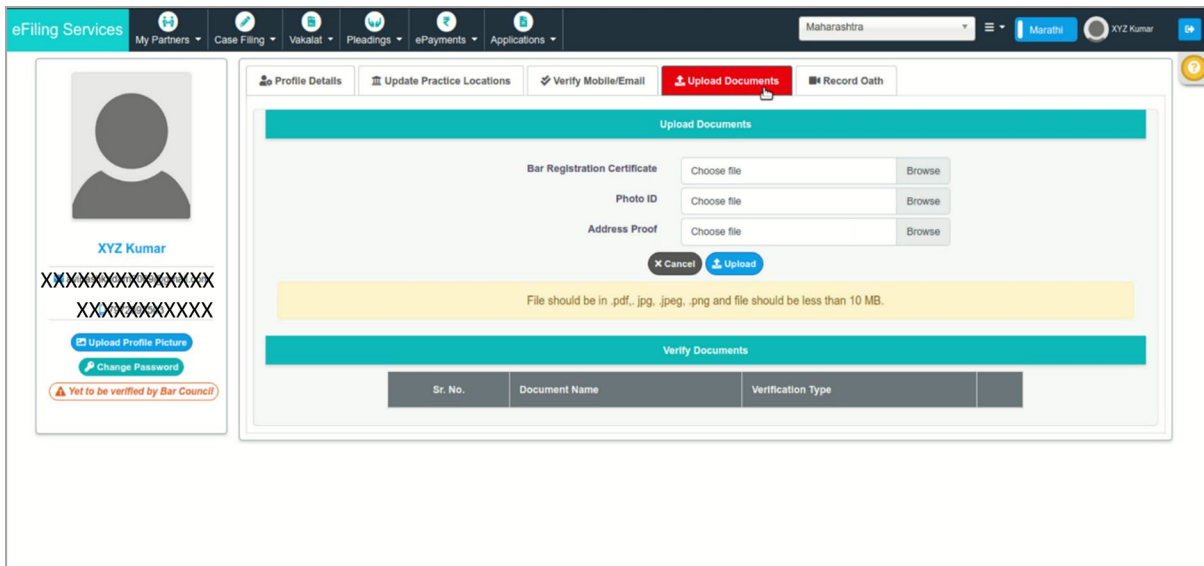 eFiling Services
My Partners
Case Filing
Vakalat
Pleadings
ePayments
Applications
Maharashtra
Marathi
XYZ Kumar
Profile Details
Update Practice Locations
Verify Mobile/Email
Upload Documents
Record Oath
XYZ Kumar
XXXXXXXXXX
Upload Profile Picture
Change Password
Yet to be verified by Bar Council
Upload Documents
Bar Registration Certificate
Choose file
Browse
Photo ID
Choose file
Browse
Address Proof
Choose file
Browse
Cancel
Upload
File should be in .pdf,. jpg, .jpeg, .png and file should be less than 10 MB.
Verify Documents
Sr. No.
Document Name
Verification Type